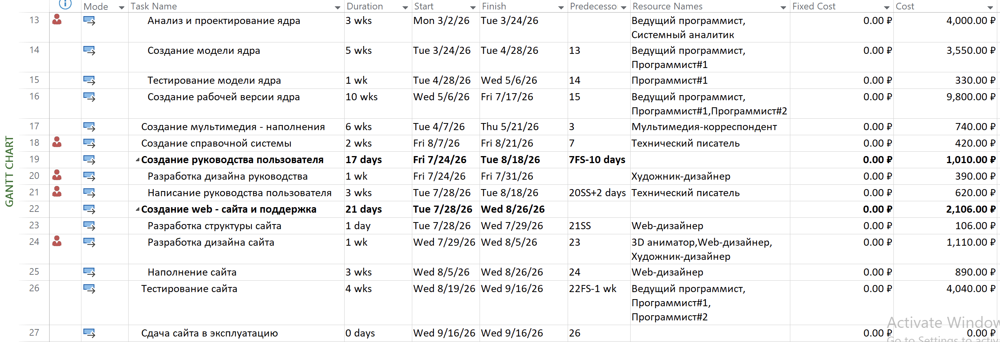 Mode Task Name Duration Start Finish Predecesso Resource Names Fixed Cost Cost
13 Анализ и проектирование ядра 3 wks Mon 3/2/26 Tue 3/24/26 Ведущий программист, 0.00 ₽ 4,000.00 ₽
Системный аналитик
14 Создание модели ядра 5 wks Tue 3/24/26 Tue 4/28/26 13 Ведущий программист, 0.00 ₽ 3,550.00 ₽
Программист#1
15 Тестирование модели ядра 1 wk Tue 4/28/26 Wed 5/6/26 14 Программист#1 0.00 ₽ 330.00 ₽
16 Создание рабочей версии ядра 10 wks Wed 5/6/26 Fri 7/17/26 15 Ведущий программист, 0.00 ₽ 9,800.00 ₽
Программист#1,Программист#2
17 Создание мультимедия - наполнения 6 wks Tue 4/7/26 Thu 5/21/26 3 Мультимедия-корреспондент 0.00 ₽ 740.00 ₽
18 Создание справочной системы 2 wks Fri 8/7/26 Fri 8/21/26 7 Технический писатель 0.00 ₽ 420.00 ₽
19 Создание руководства пользователя 17 days Fri 7/24/26 Tue 8/18/26 7FS-10 days 0.00 ₽ 1,010.00 ₽
20 Разработка дизайна руководства 1 wk Fri 7/24/26 Fri 7/31/26 Художник-дизайнер 0.00 ₽ 390.00 ₽
21 Написание руководства пользователя 3 wks Tue 7/28/26 Tue 8/18/26 20SS+2 days Технический писатель 0.00 ₽ 620.00 ₽
22 Создание web - сайта и поддержка 21 days Tue 7/28/26 Wed 8/26/26 0.00 ₽ 2,106.00 ₽
23 Разработка структуры сайта 1 day Tue 7/28/26 Wed 7/29/26 21SS Web-дизайнер 0.00 ₽ 106.00 ₽
24 Разработка дизайна сайта 1 wk Wed 7/29/26 Wed 8/5/26 23 3D аниматор,Web-дизайнер, 0.00 ₽ 1,110.00 ₽
Художник-дизайнер
25 Наполнение сайта 3 wks Wed 8/5/26 Wed 8/26/26 24 Web-дизайнер 0.00 ₽ 890.00 ₽
26 Тестирование сайта 4 wks Wed 8/19/26 Wed 9/16/26 22FS-1 wk Ведущий программист, 0.00 ₽ 4,040.00 ₽
Программист#1,
Программист#2
27 Сдача сайта в эксплуатацию 0 days Wed 9/16/26 Wed 9/16/26 26 0.00 ₽ 0.00 ₽
GANTT CHART
Activate Window
Go to Settings to activ